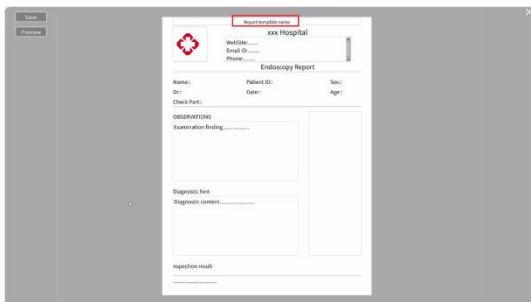 Save
Preview
Report template name
xxx Hospital
WebSite:......
Email ID:......
Phone:......
Endoscopy Report
Name:: Patient ID:: Sex::
Dr:: Date:: Age::
Check Part::
OBSERVATIONS
Examination finding..............
Diagnostic hint
Diagnostic content...............
nspection result
......................